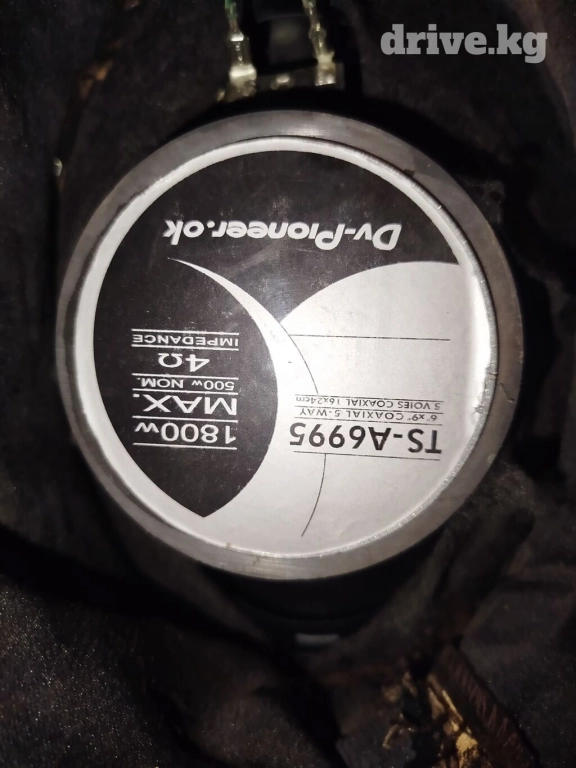 drive.kg
Dv-Pioneer.ok
TS-A6995
6"x9" COAXIAL 5-WAY
5 VOIES COAXIAL 16x24cm
1800w
MAX.
500w NOM.
4Ω
IMPEDANCE